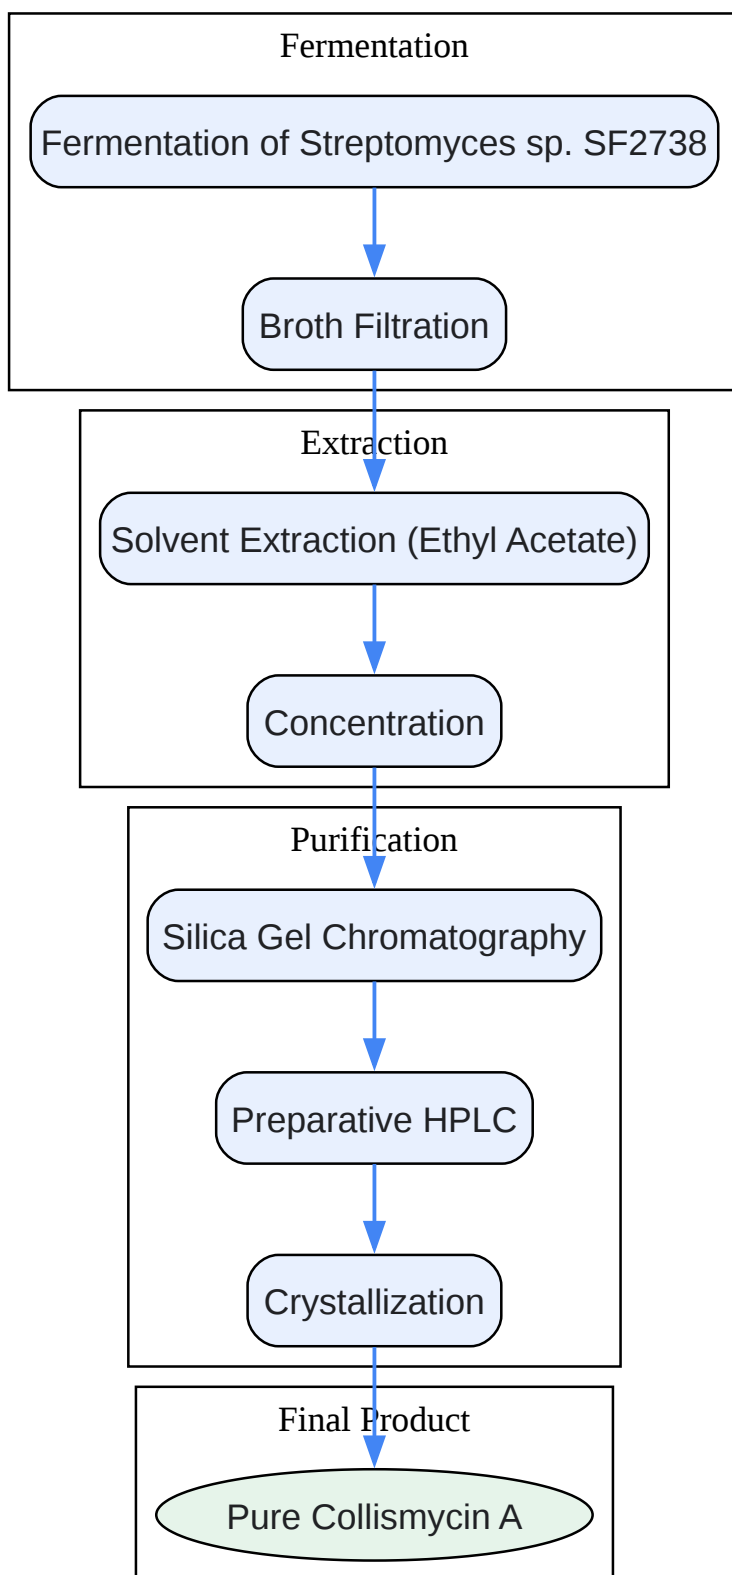 Fermentation
Fermentation of Streptomyces sp. SF2738
Broth Filtration
Extraction
Solvent Extraction (Ethyl Acetate)
Concentration
Purification
Silica Gel Chromatography
Preparative HPLC
Crystallization
Final Product
Pure Collismycin A